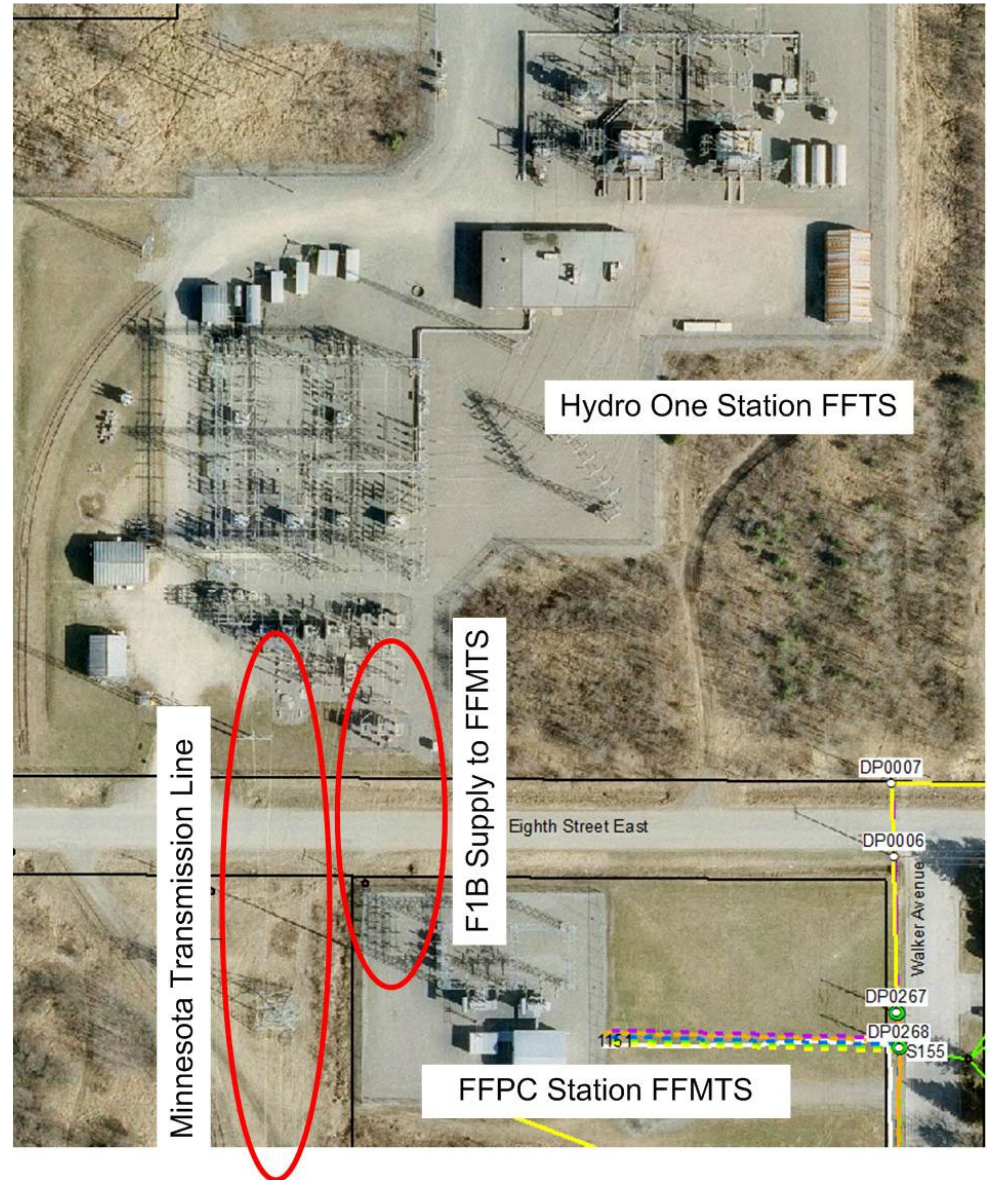 Hydro One Station FFTS
Minnesota Transmission Line
F1B Supply to FFMTS
DP0007
Eighth Street East
DP0006
Walker Avenue
DP0267
DP0268
S155
1151
FFPC Station FFMTS